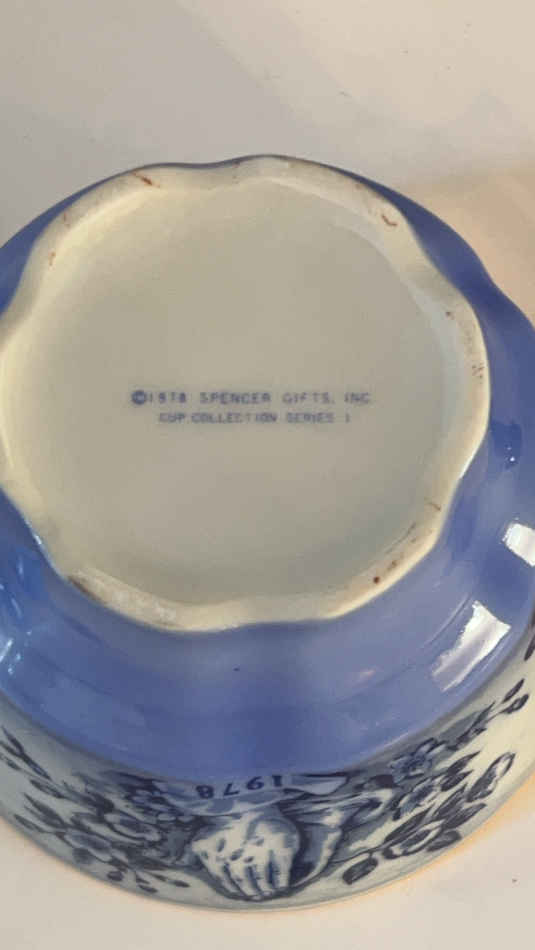 ©1978 SPENCER GIFTS, INC
CUP COLLECTION SERIES 1
1978